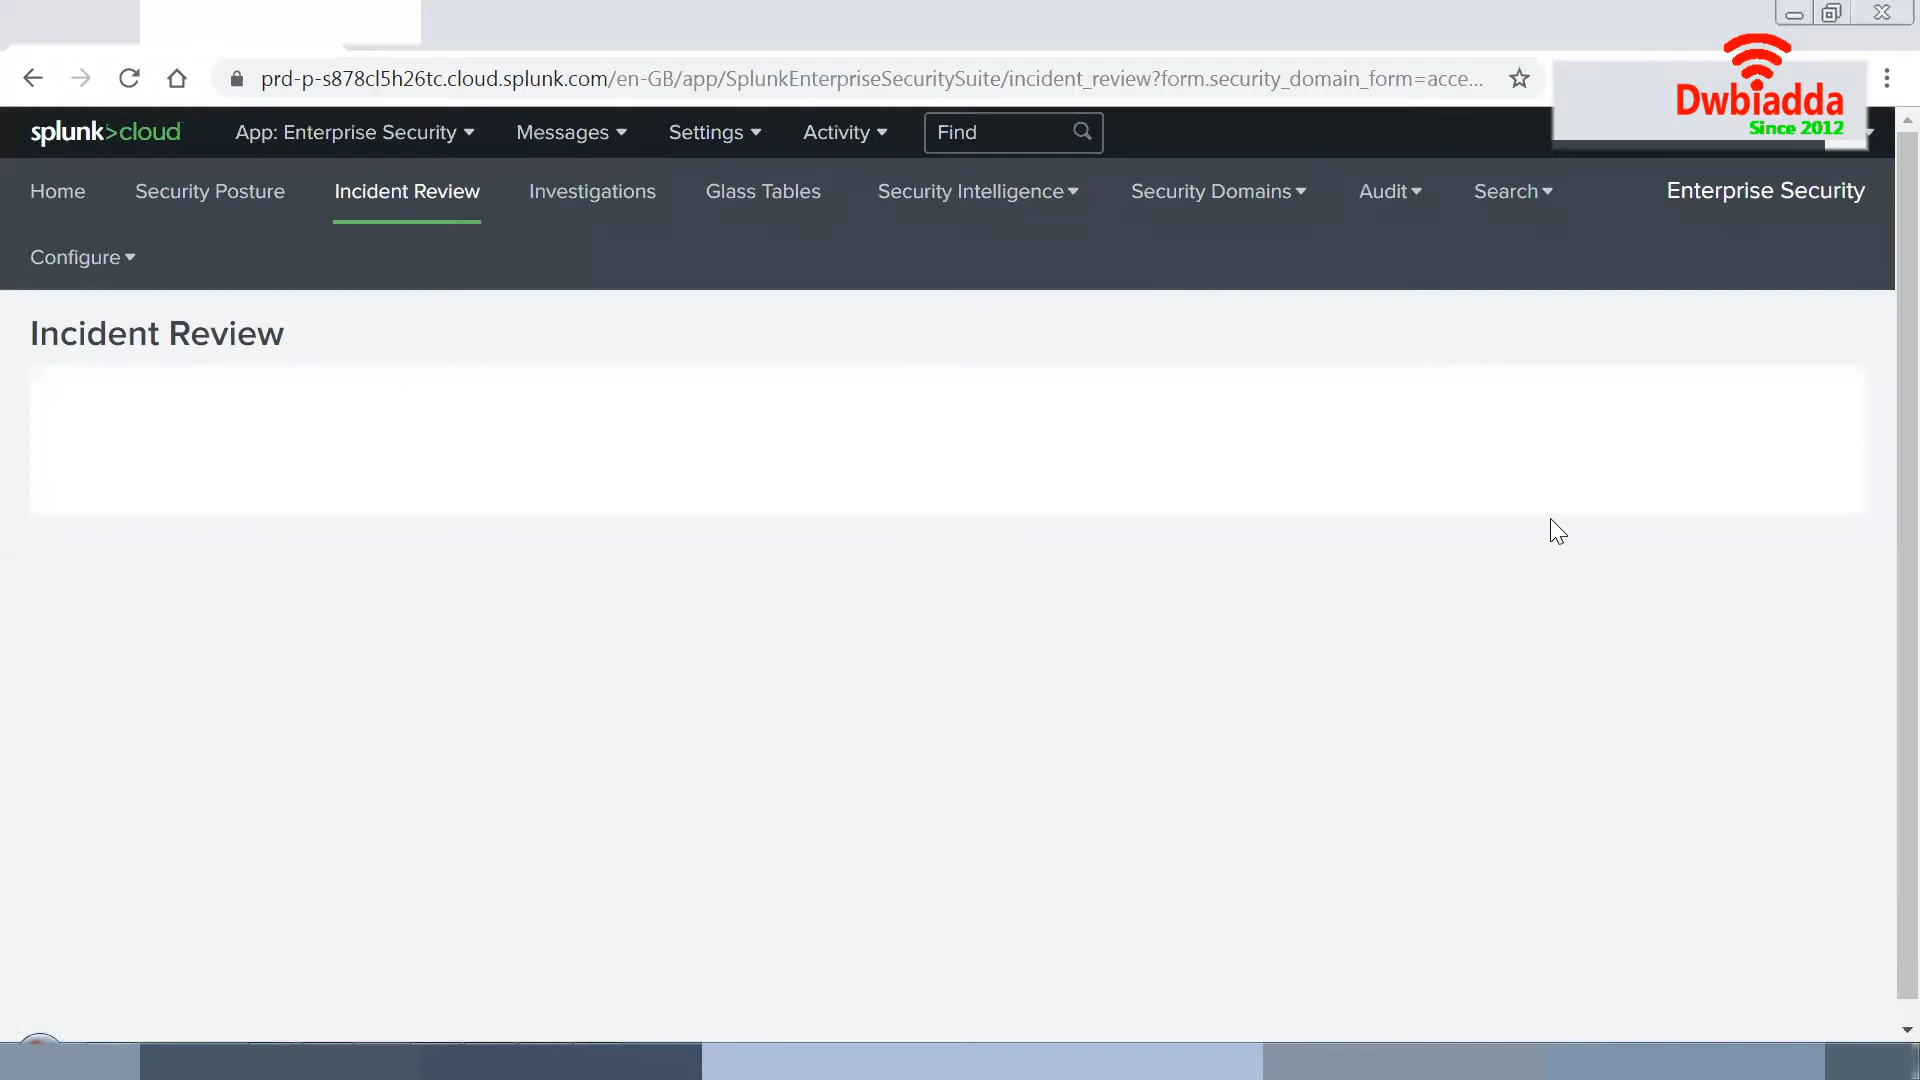 prd-p-s878cl5h26tc.cloud.splunk.com/en-GB/app/SplunkEnterpriseSecuritySuite/incident_review?form.security_domain_form=acce...
Dwbiadda
Since 2012
splunk>cloud
App: Enterprise Security
Messages
Settings
Activity
Find
Home
Security Posture
Incident Review
Investigations
Glass Tables
Security Intelligence
Security Domains
Audit
Search
Enterprise Security
Configure
Incident Review